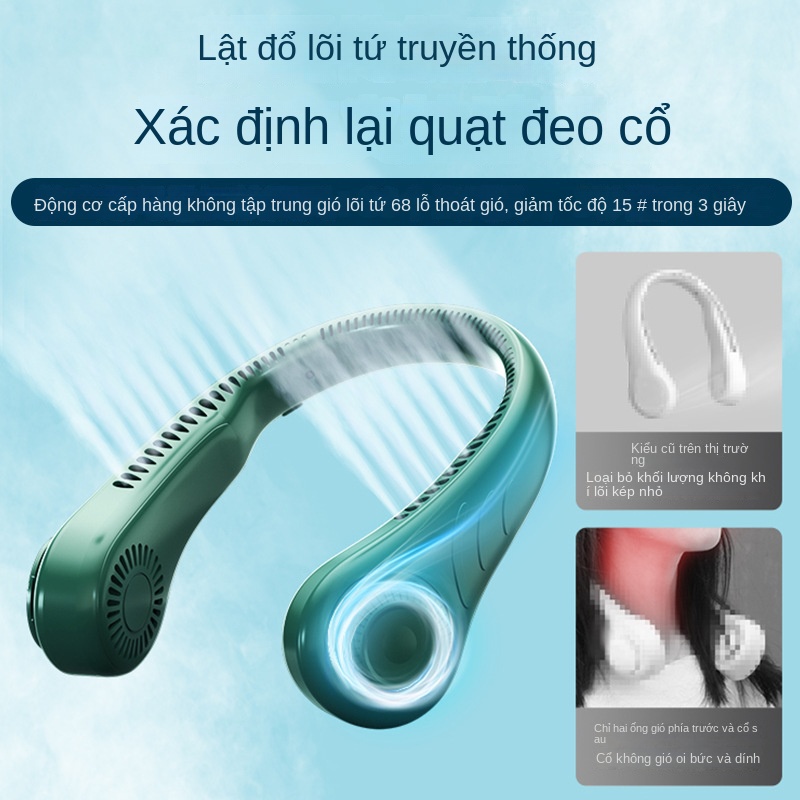 Lật đổ lõi tứ truyền thống
Xác định lại quạt đeo cổ
Động cơ cấp hàng không tập trung gió lõi tứ 68 lỗ thoát gió, giảm tốc độ 15 # trong 3 giây
Kiểu cũ trên thị trườ
ng
Loại bỏ khối lượng không kh
í lõi kép nhỏ
Chỉ hai ống gió phía trước và cổ s
au
Cổ không gió oi bức và dính